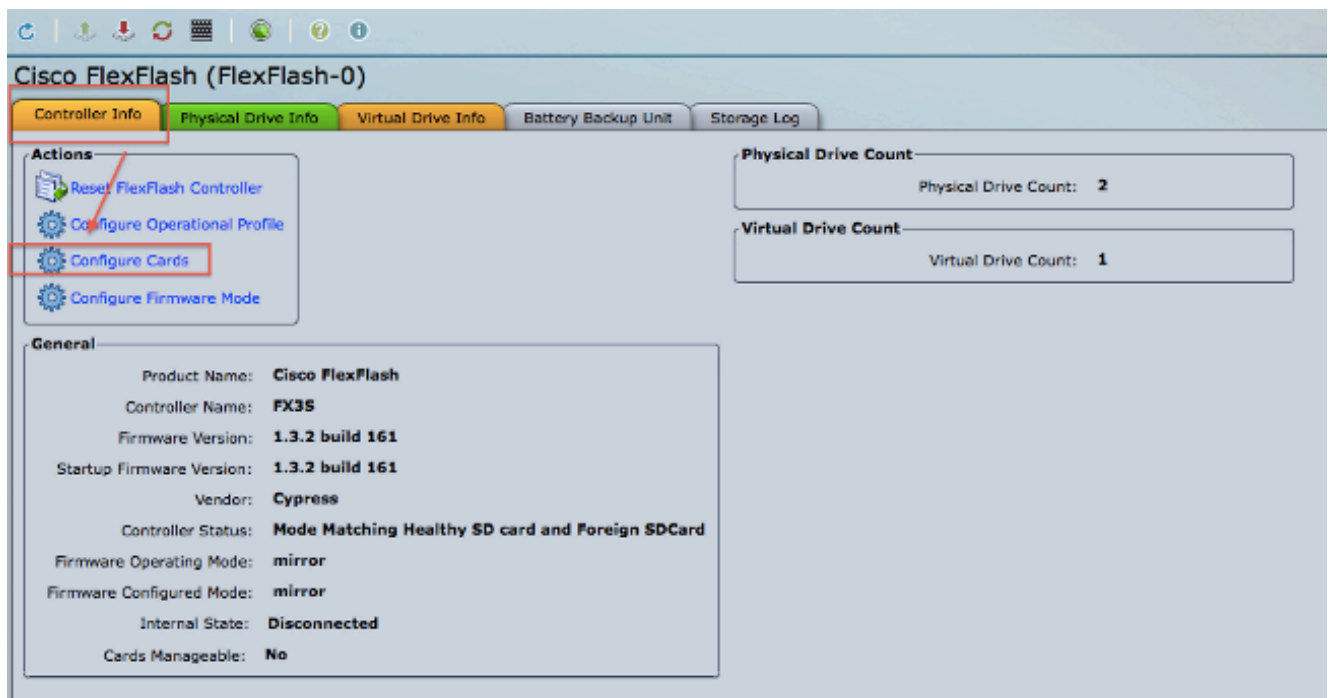 Cisco FlexFlash (FlexFlash-0)
Controller Info Physical Drive Info Virtual Drive Info Battery Backup Unit Storage Log
Actions
Reset FlexFlash Controller
Configure Operational Profile
Configure Cards
Configure Firmware Mode
Physical Drive Count
Physical Drive Count: 2
Virtual Drive Count
Virtual Drive Count: 1
General
Product Name: Cisco FlexFlash
Controller Name: FX3S
Firmware Version: 1.3.2 build 161
Startup Firmware Version: 1.3.2 build 161
Vendor: Cypress
Controller Status: Mode Matching Healthy SD card and Foreign SDCard
Firmware Operating Mode: mirror
Firmware Configured Mode: mirror
Internal State: Disconnected
Cards Manageable: No